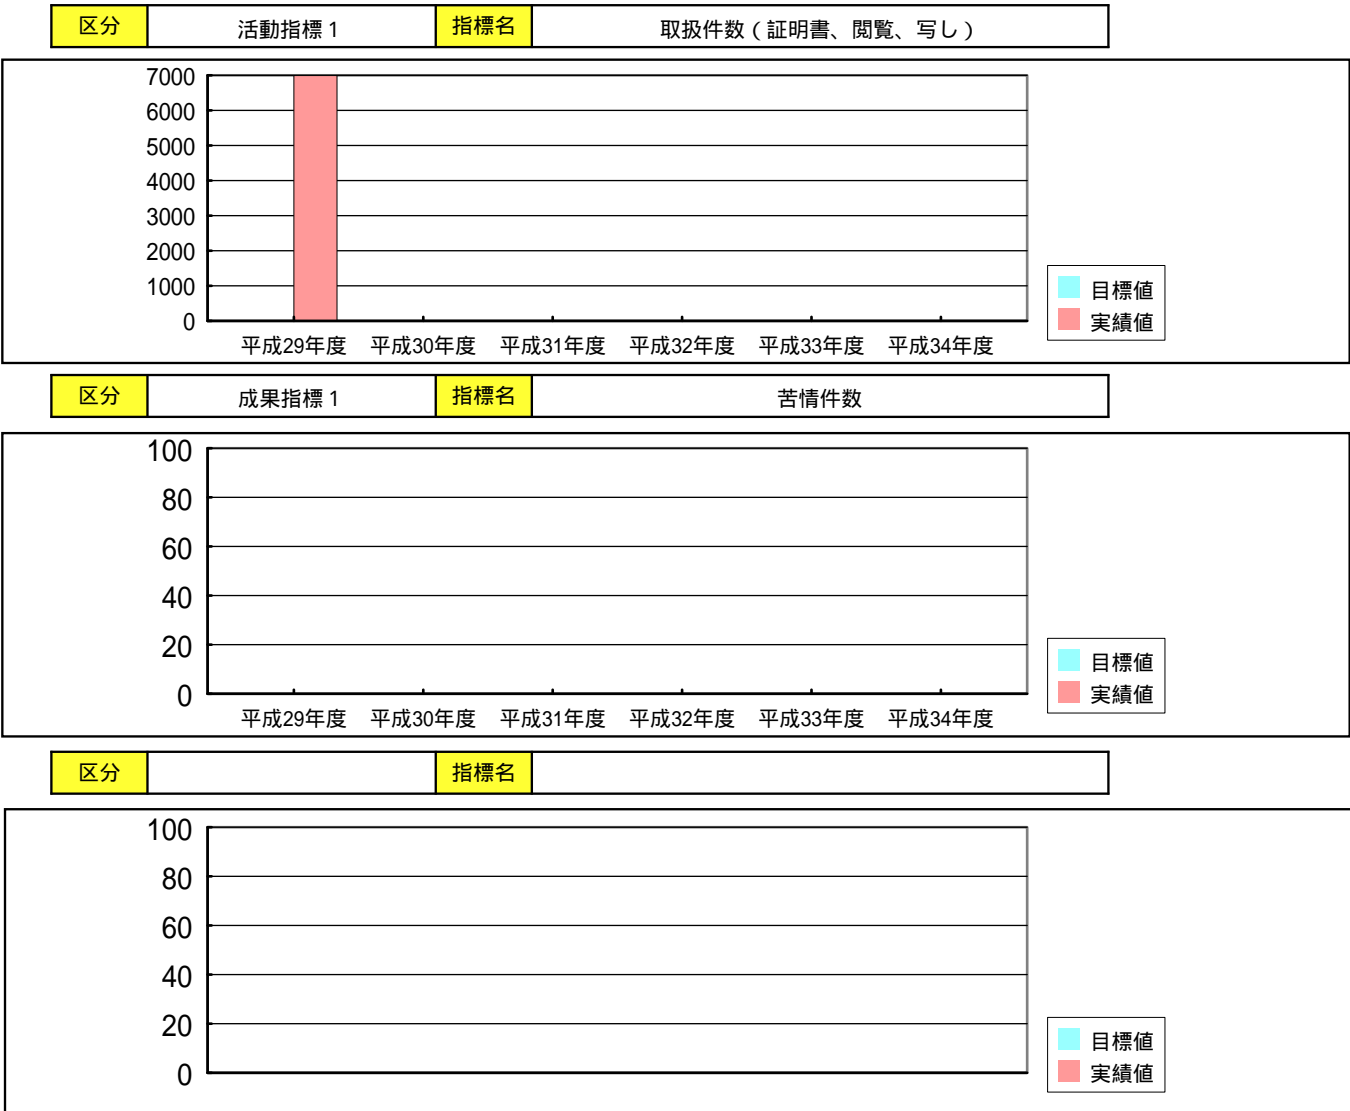 区分 活動指標1 指標名 取扱件数(証明書、閲覧、写し)
7000
6000
5000
4000
3000
2000
1000
0
平成29年度 平成30年度 平成31年度 平成32年度 平成33年度 平成34年度
目標値
実績値
区分 成果指標1 指標名 苦情件数
100
80
60
40
20
0
平成29年度 平成30年度 平成31年度 平成32年度 平成33年度 平成34年度
目標値
実績値
区分 指標名
100
80
60
40
20
0
目標値
実績値